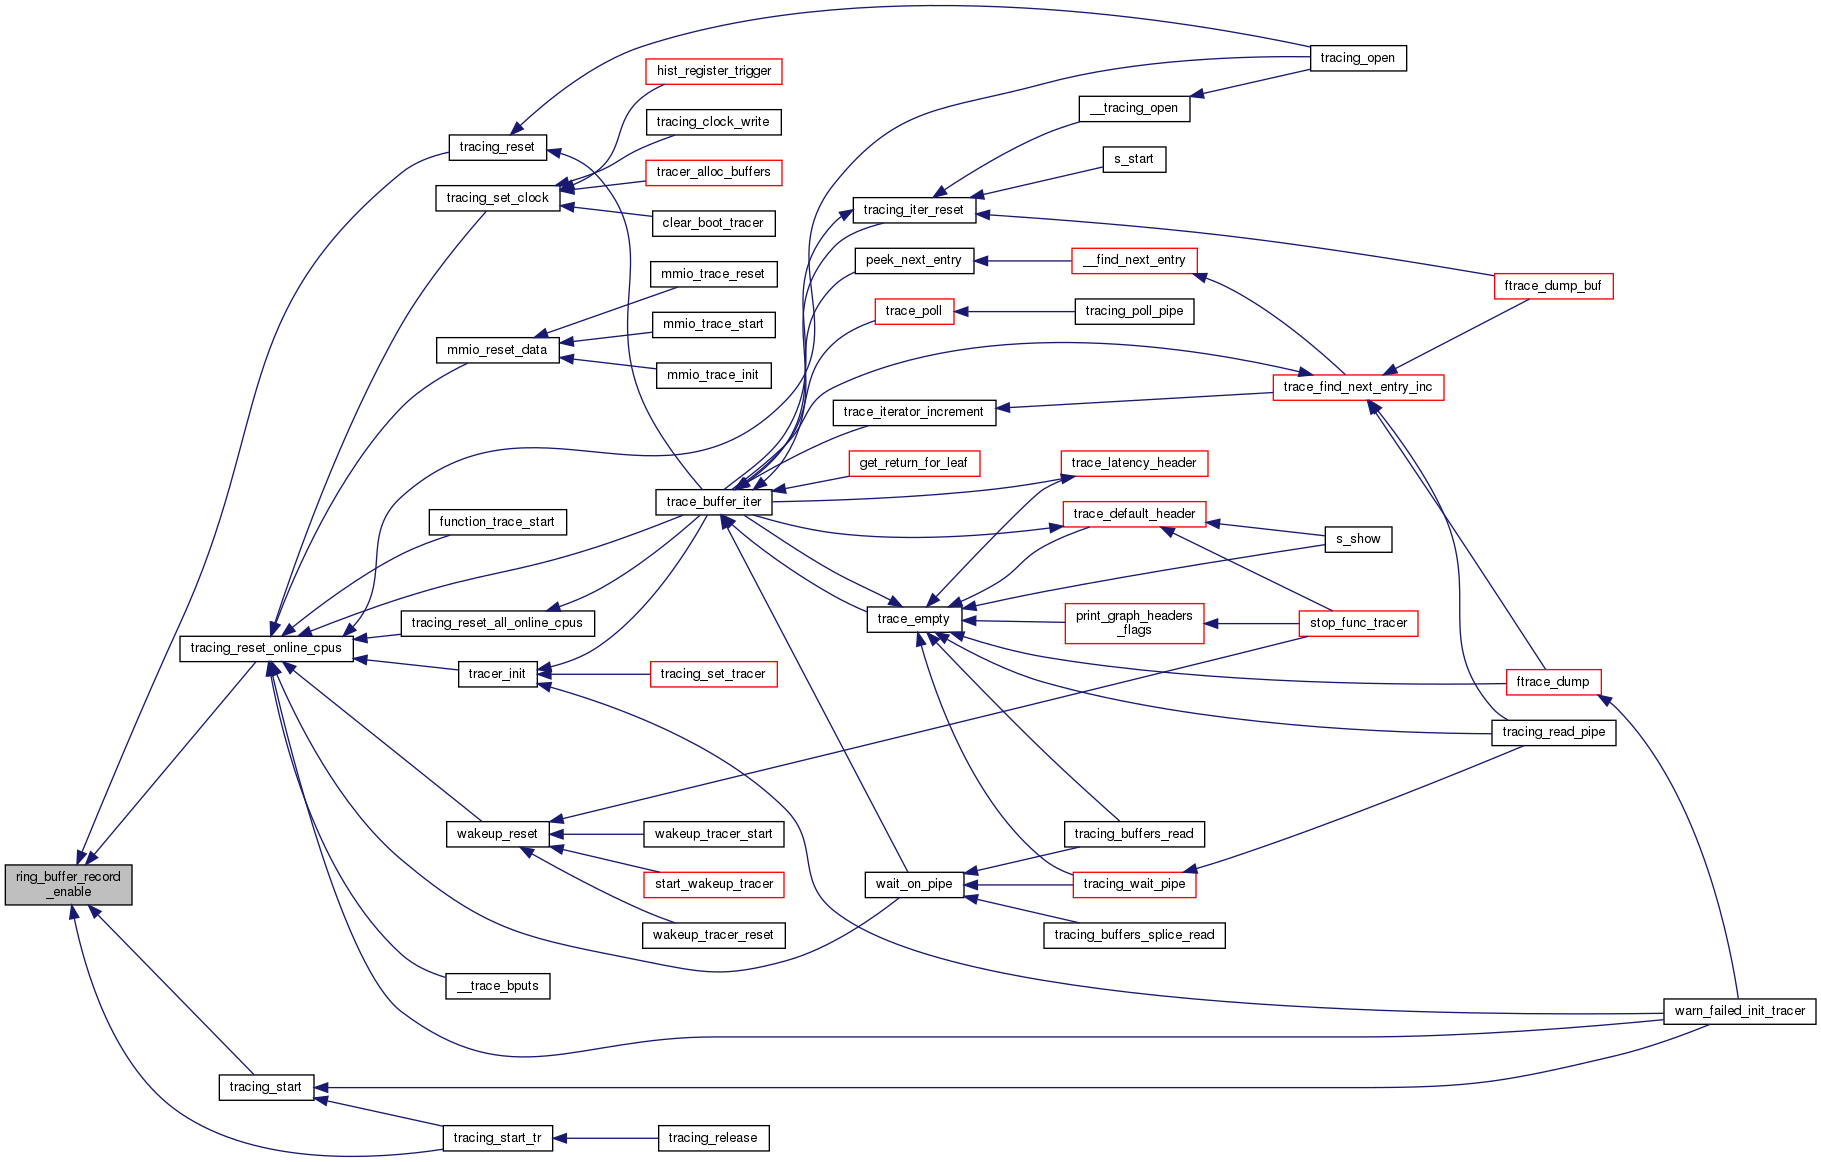 tracing_open
hist_register_trigger
__tracing_open
tracing_clock_write
tracing_reset
s_start
tracer_alloc_buffers
tracing_set_clock
tracing_iter_reset
clear_boot_tracer
peek_next_entry
__find_next_entry
mmio_trace_reset
ftrace_dump_buf
trace_poll
tracing_poll_pipe
mmio_trace_start
mmio_reset_data
mmio_trace_init
trace_find_next_entry_inc
trace_iterator_increment
get_return_for_leaf
trace_latency_header
trace_buffer_iter
trace_default_header
function_trace_start
s_show
tracing_reset_all_online_cpus
trace_empty
print_graph_headers
_flags
stop_func_tracer
tracing_reset_online_cpus
tracer_init
tracing_set_tracer
ftrace_dump
tracing_read_pipe
wakeup_reset
wakeup_tracer_start
tracing_buffers_read
ring_buffer_record
_enable
start_wakeup_tracer
wait_on_pipe
tracing_wait_pipe
wakeup_tracer_reset
tracing_buffers_splice_read
__trace_bputs
warn_failed_init_tracer
tracing_start
tracing_start_tr
tracing_release